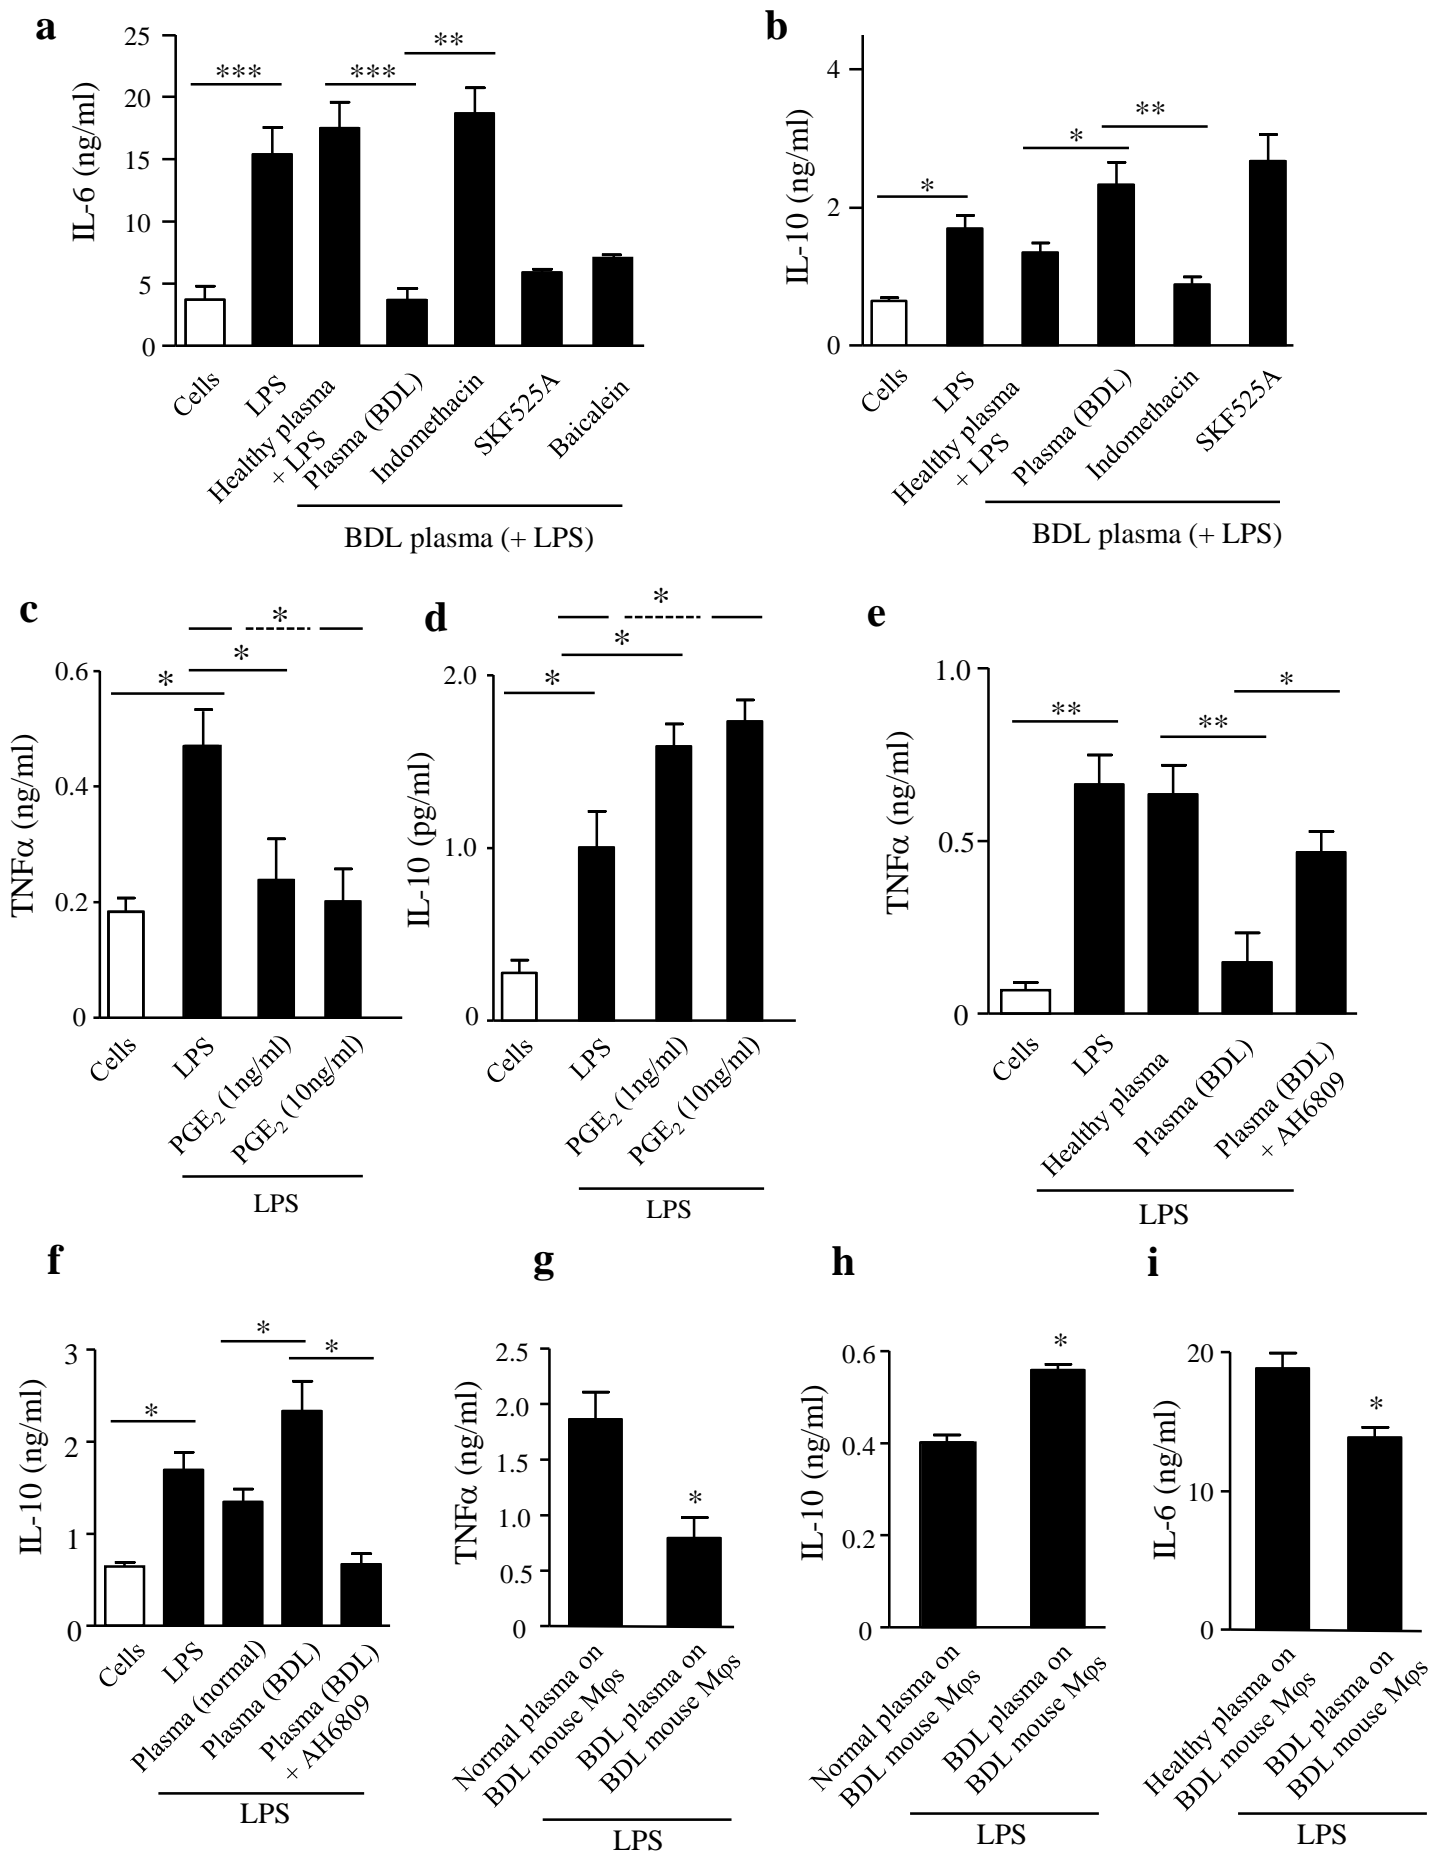 a
IL-6 (ng/ml)
25
20
15
10
5
0
***
***
**
Cells
LPS
Healthy plasma
+ LPS
Plasma (BDL)
Indomethacin
SKF525A
Baicalein
BDL plasma (+ LPS)
b
IL-10 (ng/ml)
4
2
0
*
*
**
Cells
LPS
Healthy plasma
+ LPS
Plasma (BDL)
Indomethacin
SKF525A
BDL plasma (+ LPS)
c
TNFα (ng/ml)
0.6
0.4
0.2
0
*
*
*
Cells
LPS
PGE₂ (1ng/ml)
PGE₂ (10ng/ml)
LPS
d
IL-10 (pg/ml)
2.0
1.0
0
*
*
*
Cells
LPS
PGE₂ (1ng/ml)
PGE₂ (10ng/ml)
LPS
e
TNFα (ng/ml)
1.0
0.5
0
**
**
*
Cells
LPS
Healthy plasma
Plasma (BDL)
Plasma (BDL)
+ AH6809
LPS
f
IL-10 (ng/ml)
3
2
1
0
*
*
*
Cells
LPS
Plasma (normal)
Plasma (BDL)
Plasma (BDL)
+ AH6809
LPS
g
TNFα (ng/ml)
2.5
2.0
1.5
1.0
0.5
0
*
Normal plasma on
BDL mouse Mφs
BDL plasma on
BDL mouse Mφs
LPS
h
IL-10 (ng/ml)
0.6
0.4
0.2
0
*
Normal plasma on
BDL mouse Mφs
BDL plasma on
BDL mouse Mφs
LPS
i
IL-6 (ng/ml)
20
10
0
*
Healthy plasma on
BDL mouse Mφs
BDL plasma on
BDL mouse Mφs
LPS